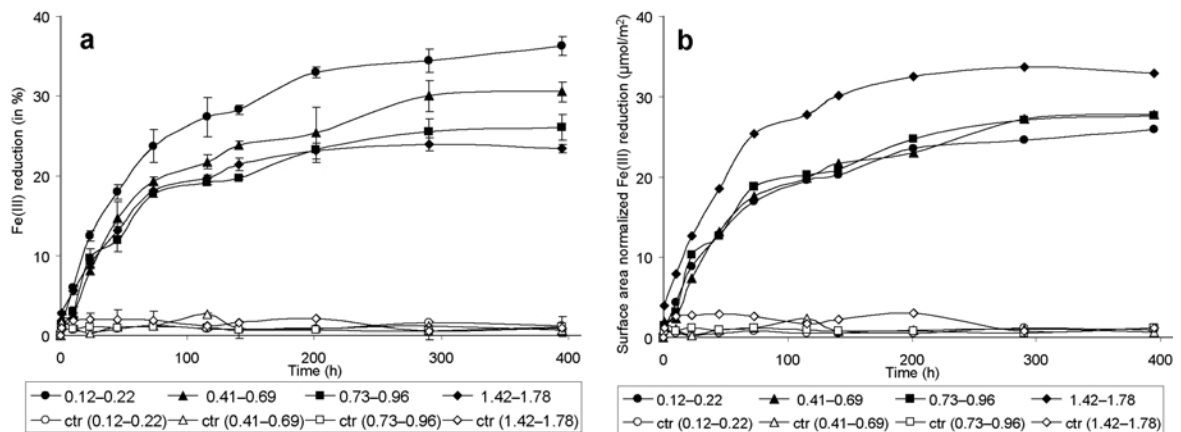 a
Fe(III) reduction (in %)
40
30
20
10
0
0 100 200 300 400
Time (h)
0.12–0.22 0.41–0.69 0.73–0.96 1.42–1.78
ctr (0.12–0.22) ctr (0.41–0.69) ctr (0.73–0.96) ctr (1.42–1.78)
b
Surface area normalized Fe(III) reduction (µmol/m²)
40
30
20
10
0
0 100 200 300 400
Time (h)
0.12–0.22 0.41–0.69 0.73–0.96 1.42–1.78
ctr (0.12–0.22) ctr (0.41–0.69) ctr (0.73–0.96) ctr (1.42–1.78)